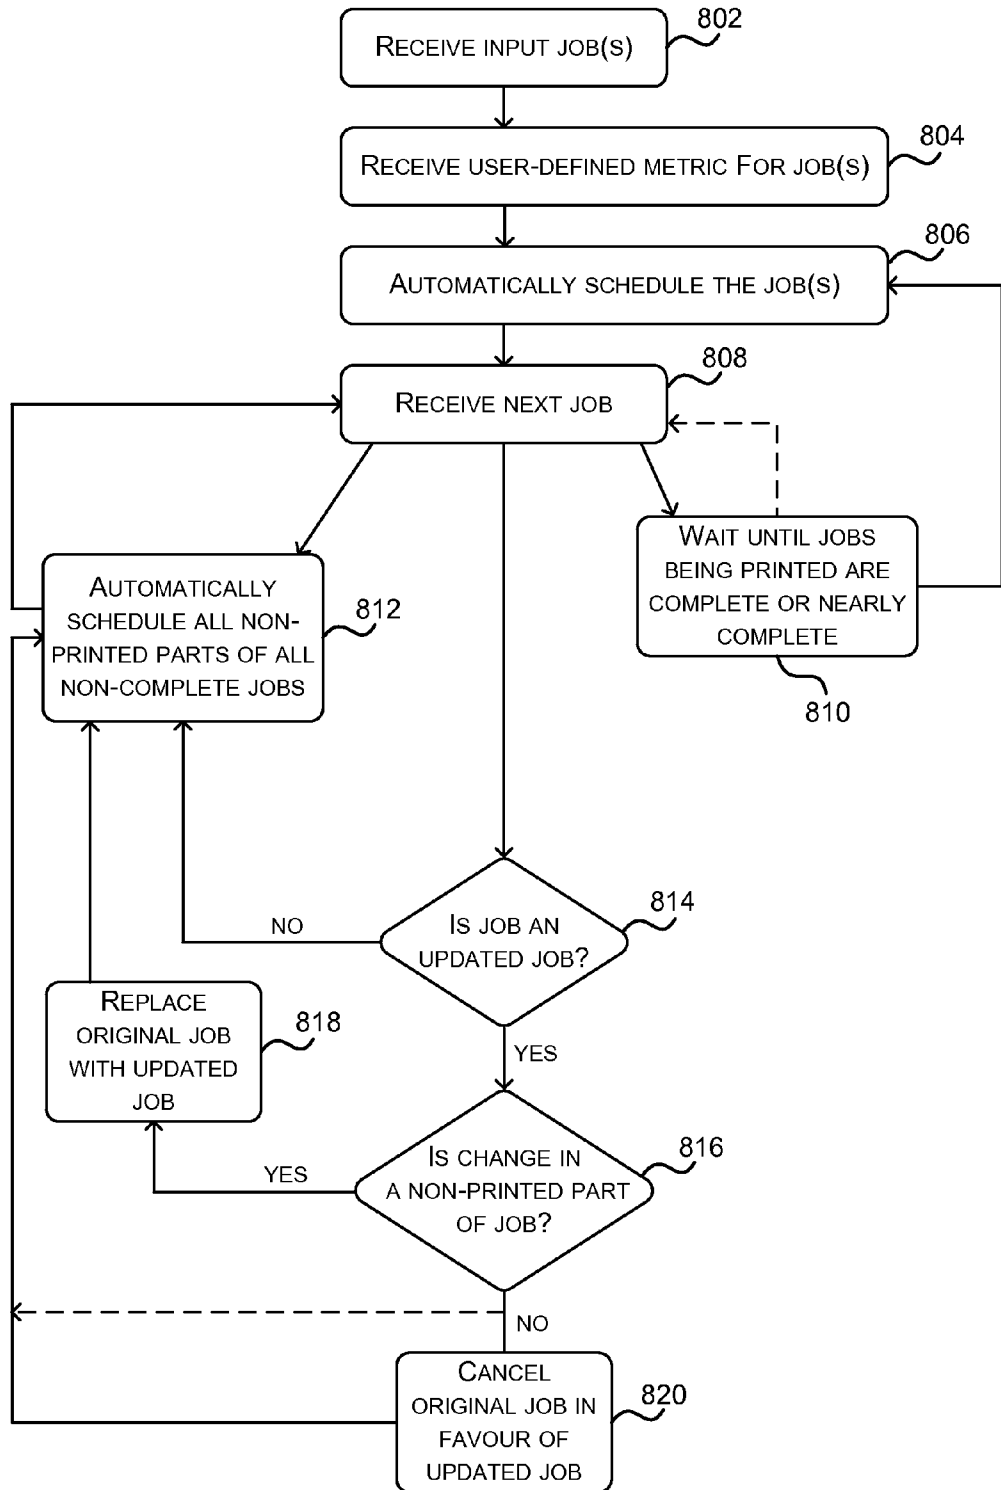 RECEIVE INPUT JOB(S)
802
RECEIVE USER-DEFINED METRIC FOR JOB(S)
804
AUTOMATICALLY SCHEDULE THE JOB(S)
806
RECEIVE NEXT JOB
808
WAIT UNTIL JOBS
BEING PRINTED ARE
COMPLETE OR NEARLY
COMPLETE
810
AUTOMATICALLY
SCHEDULE ALL NON-
PRINTED PARTS OF ALL
NON-COMPLETE JOBS
812
IS JOB AN
UPDATED JOB?
814
NO
YES
REPLACE
ORIGINAL JOB
WITH UPDATED
JOB
818
IS CHANGE IN
A NON-PRINTED PART
OF JOB?
816
YES
NO
CANCEL
ORIGINAL JOB IN
FAVOUR OF
UPDATED JOB
820